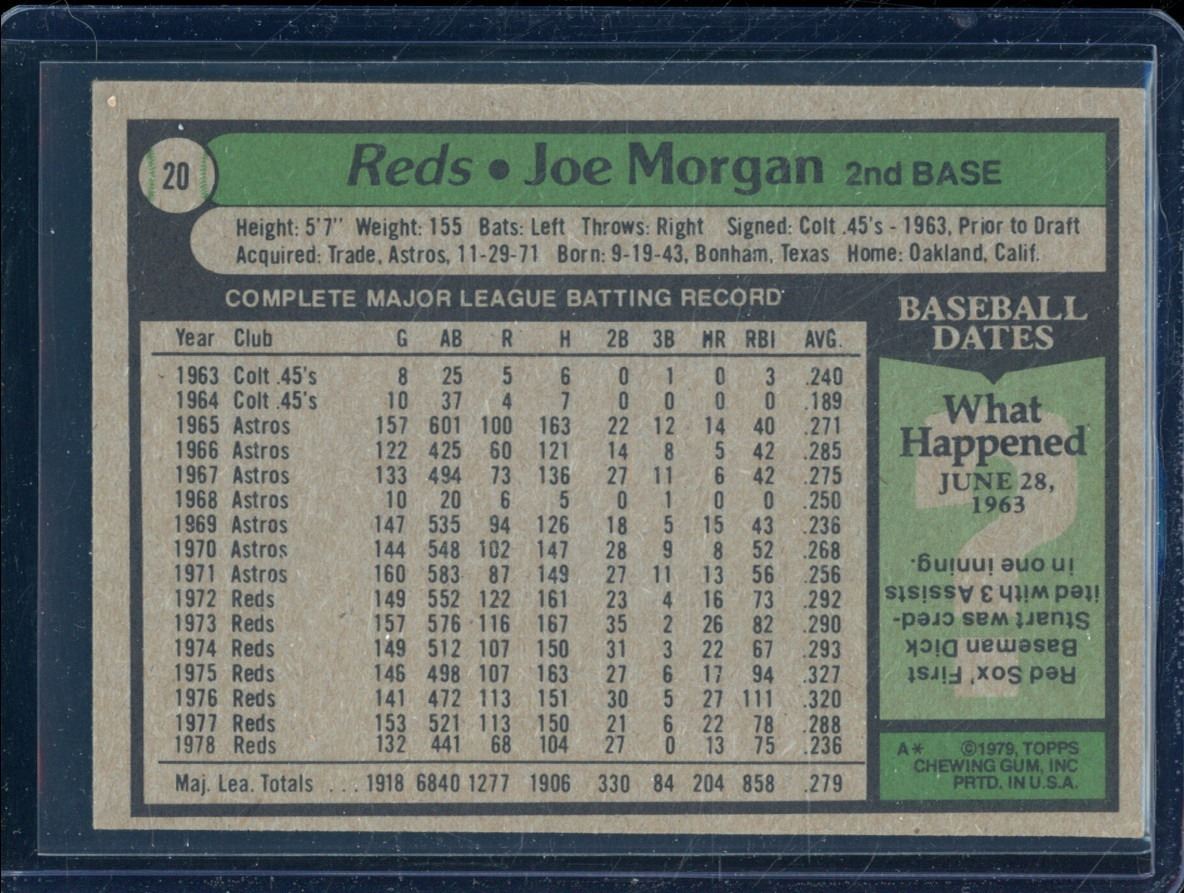 20
Reds • Joe Morgan 2nd BASE
Height: 5'7" Weight: 155 Bats: Left Throws: Right Signed: Colt .45's - 1963, Prior to Draft
Acquired: Trade, Astros, 11-29-71 Born: 9-19-43, Bonham, Texas Home: Oakland, Calif.
COMPLETE MAJOR LEAGUE BATTING RECORD
Year Club G AB R H 2B 3B HR RBI AVG.
1963 Colt .45's 8 25 5 6 0 1 0 3 .240
1964 Colt .45's 10 37 4 7 0 0 0 0 .189
1965 Astros 157 601 100 163 22 12 14 40 .271
1966 Astros 122 425 60 121 14 8 5 42 .285
1967 Astros 133 494 73 136 27 11 6 42 .275
1968 Astros 10 20 6 5 0 1 0 0 .250
1969 Astros 147 535 94 126 18 5 15 43 .236
1970 Astros 144 548 102 147 28 9 8 52 .268
1971 Astros 160 583 87 149 27 11 13 56 .256
1972 Reds 149 552 122 161 23 4 16 73 .292
1973 Reds 157 576 116 167 35 2 26 82 .290
1974 Reds 149 512 107 150 31 3 22 67 .293
1975 Reds 146 498 107 163 27 6 17 94 .327
1976 Reds 141 472 113 151 30 5 27 111 .320
1977 Reds 153 521 113 150 21 6 22 78 .288
1978 Reds 132 441 68 104 27 0 13 75 .236
Maj. Lea. Totals ... 1918 6840 1277 1906 330 84 204 858 .279
BASEBALL
DATES
What
Happened
JUNE 28,
1963
Red Sox' First
Baseman Dick
Stuart was cred-
ited with 3 Assists
in one inning.
A* ©1979, TOPPS
CHEWING GUM, INC
PRTD. IN U.S.A.